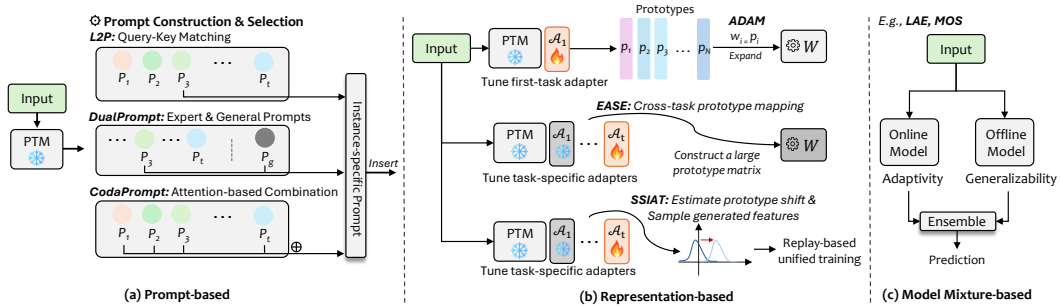 Prompt Construction & Selection
L2P: Query-Key Matching
P1 P2 P3 ... Pt
Input
PTM
DualPrompt: Expert & General Prompts
... P3 ... Pt Pg
CodaPrompt: Attention-based Combination
P1 P2 P3 ... Pt
⊕
Instance-specific Prompt
Insert
(a) Prompt-based
Input
PTM
A1
Tune first-task adapter
Prototypes
p1 p2 p3 ... pN
ADAM
wi = pi
Expand
W
EASE: Cross-task prototype mapping
PTM
A1 ... At
Tune task-specific adapters
Construct a large
prototype matrix
W
SSIAT: Estimate prototype shift &
Sample generated features
PTM
A1 ... At
Tune task-specific adapters
Replay-based
unified training
(b) Representation-based
E.g., LAE, MOS
Input
Online
Model
Offline
Model
Adaptivity
Generalizability
Ensemble
Prediction
(c) Model Mixture-based